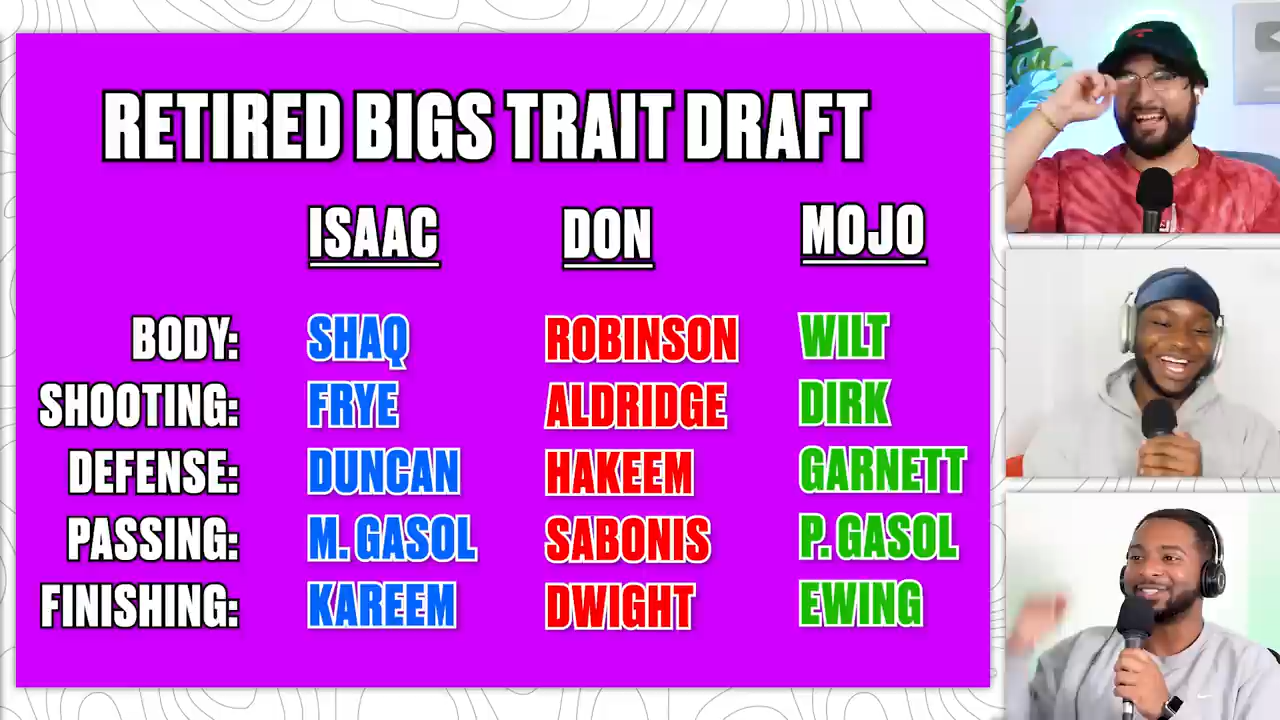 RETIRED BIGS TRAIT DRAFT
ISAAC DON MOJO
BODY: SHAQ ROBINSON WILT
SHOOTING: FRYE ALDRIDGE DIRK
DEFENSE: DUNCAN HAKEEM GARNETT
PASSING: M. GASOL SABONIS P. GASOL
FINISHING: KAREEM DWIGHT EWING